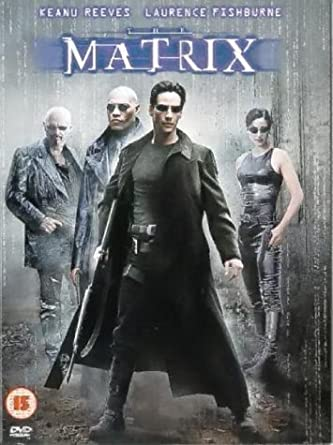 KEANU REEVES LAURENCE FISHBURNE
THE
MATRIX
15
DVD